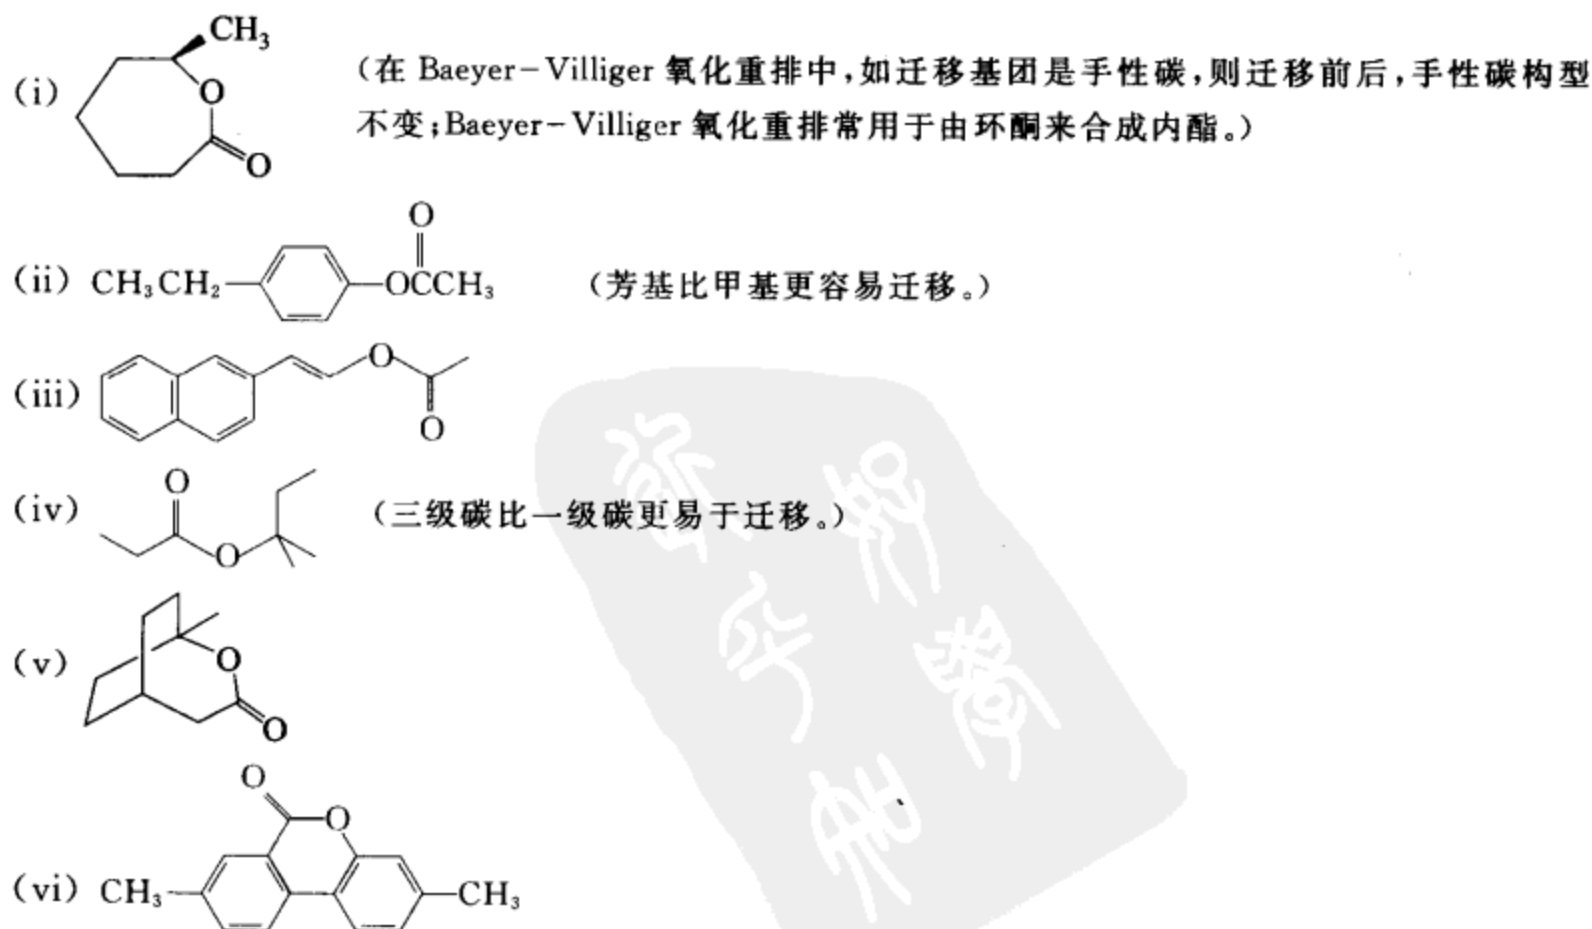 CH₃
(i)
O
O
(在 Baeyer-Villiger 氧化重排中,如迁移基团是手性碳,则迁移前后,手性碳构型
不变;Baeyer-Villiger 氧化重排常用于由环酮来合成内酯。)
O
(ii) CH₃CH₂ OCCH₃ (芳基比甲基更容易迁移。)
(iii) O
O
O
(iv) O (三级碳比一级碳更易于迁移。)
(v) O
O
O
O
(vi) CH₃ CH₃